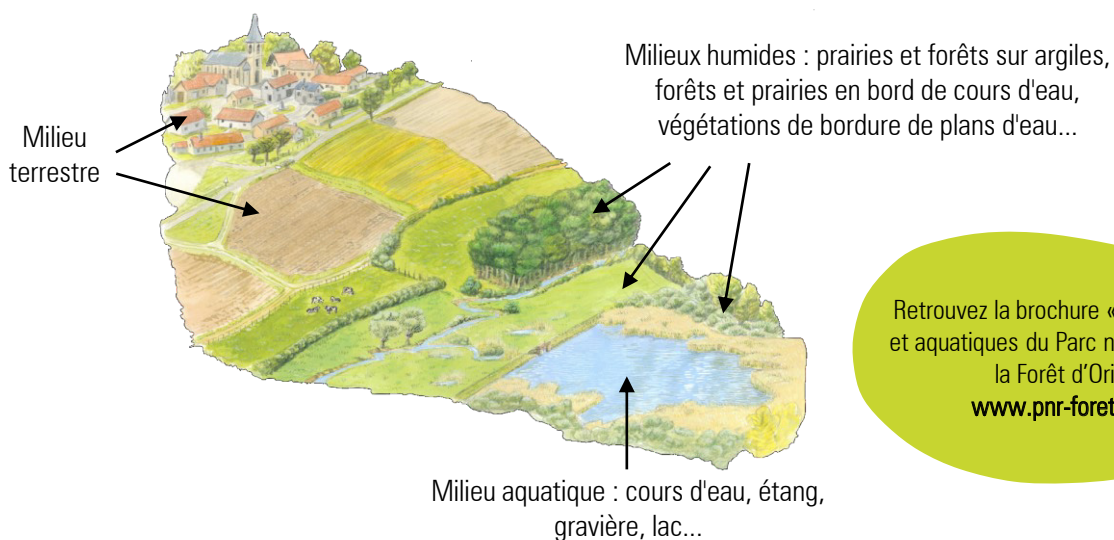 Milieux humides : prairies et forêts sur argiles,
forêts et prairies en bord de cours d'eau,
végétations de bordure de plans d'eau...
Milieu
terrestre
Retrouvez la brochure «
et aquatiques du Parc n
la Forêt d'Ori
www.pnr-foret
Milieu aquatique : cours d'eau, étang,
gravière, lac...